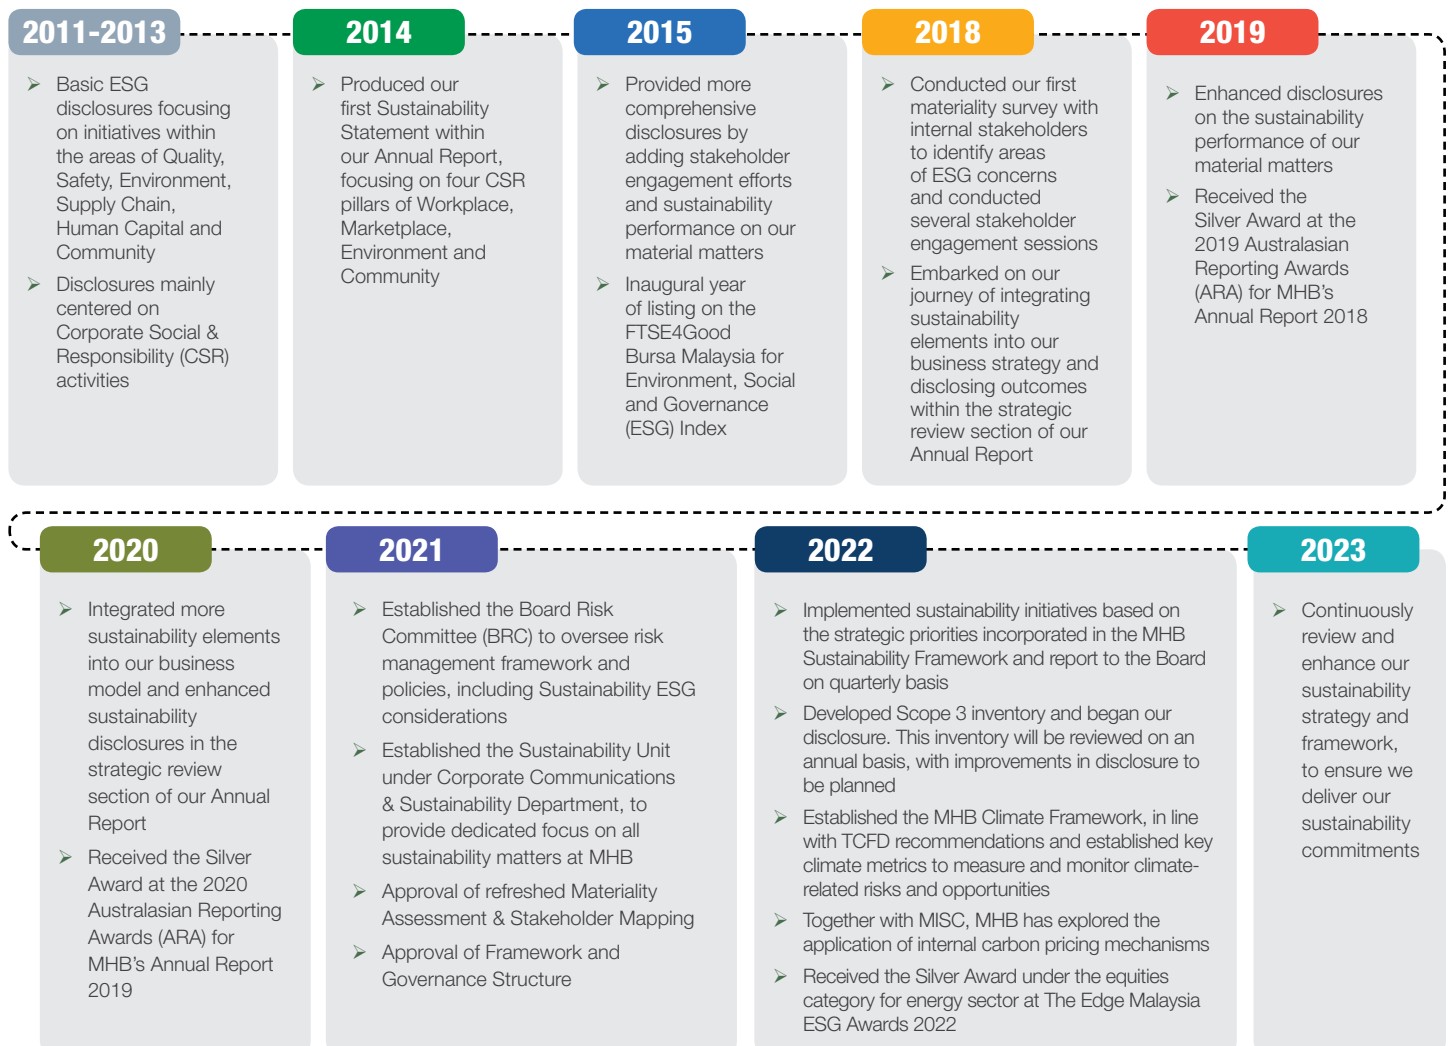 2011-2013
➢ Basic ESG
disclosures focusing
on initiatives within
the areas of Quality,
Safety, Environment,
Supply Chain,
Human Capital and
Community
➢ Disclosures mainly
centered on
Corporate Social &
Responsibility (CSR)
activities
2014
➢ Produced our
first Sustainability
Statement within
our Annual Report,
focusing on four CSR
pillars of Workplace,
Marketplace,
Environment and
Community
2015
➢ Provided more
comprehensive
disclosures by
adding stakeholder
engagement efforts
and sustainability
performance on our
material matters
➢ Inaugural year
of listing on the
FTSE4Good
Bursa Malaysia for
Environment, Social
and Governance
(ESG) Index
2018
➢ Conducted our first
materiality survey with
internal stakeholders
to identify areas
of ESG concerns
and conducted
several stakeholder
engagement sessions
➢ Embarked on our
journey of integrating
sustainability
elements into our
business strategy and
disclosing outcomes
within the strategic
review section of our
Annual Report
2019
➢ Enhanced disclosures
on the sustainability
performance of our
material matters
➢ Received the
Silver Award at the
2019 Australasian
Reporting Awards
(ARA) for MHB's
Annual Report 2018
2020
➢ Integrated more
sustainability elements
into our business
model and enhanced
sustainability
disclosures in the
strategic review
section of our Annual
Report
➢ Received the Silver
Award at the 2020
Australasian Reporting
Awards (ARA) for
MHB's Annual Report
2019
2021
➢ Established the Board Risk
Committee (BRC) to oversee risk
management framework and
policies, including Sustainability ESG
considerations
➢ Established the Sustainability Unit
under Corporate Communications
& Sustainability Department, to
provide dedicated focus on all
sustainability matters at MHB
➢ Approval of refreshed Materiality
Assessment & Stakeholder Mapping
➢ Approval of Framework and
Governance Structure
2022
➢ Implemented sustainability initiatives based on
the strategic priorities incorporated in the MHB
Sustainability Framework and report to the Board
on quarterly basis
➢ Developed Scope 3 inventory and began our
disclosure. This inventory will be reviewed on an
annual basis, with improvements in disclosure to
be planned
➢ Established the MHB Climate Framework, in line
with TCFD recommendations and established key
climate metrics to measure and monitor climate-
related risks and opportunities
➢ Together with MISC, MHB has explored the
application of internal carbon pricing mechanisms
➢ Received the Silver Award under the equities
category for energy sector at The Edge Malaysia
ESG Awards 2022
2023
➢ Continuously
review and
enhance our
sustainability
strategy and
framework,
to ensure we
deliver our
sustainability
commitments